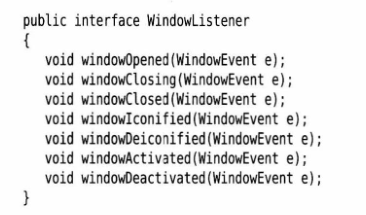 public interface WindowListener
{
   void windowOpened(WindowEvent e);
   void windowClosing(WindowEvent e);
   void windowClosed(WindowEvent e);
   void windowIconified(WindowEvent e);
   void windowDeiconified(WindowEvent e);
   void windowActivated(WindowEvent e);
   void windowDeactivated(WindowEvent e);
}